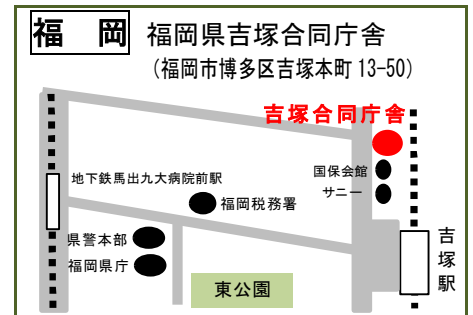 福 岡 福岡県吉塚合同庁舎
(福岡市博多区吉塚本町13-50)
吉塚合同庁舎
国保会館
サニー
地下鉄馬出九大病院前駅
福岡税務署
県警本部
福岡県庁
東公園
吉塚駅